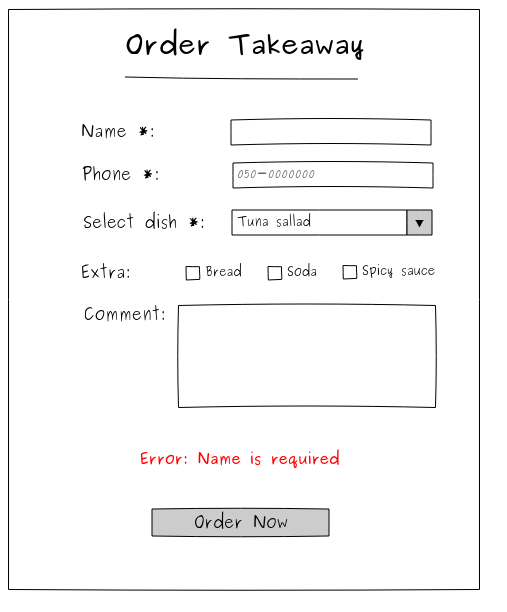 Order Takeaway
Name *:
Phone *: 050-0000000
Select dish *: Tuna sallad
Extra: Bread Soda Spicy sauce
Comment:
Error: Name is required
Order Now